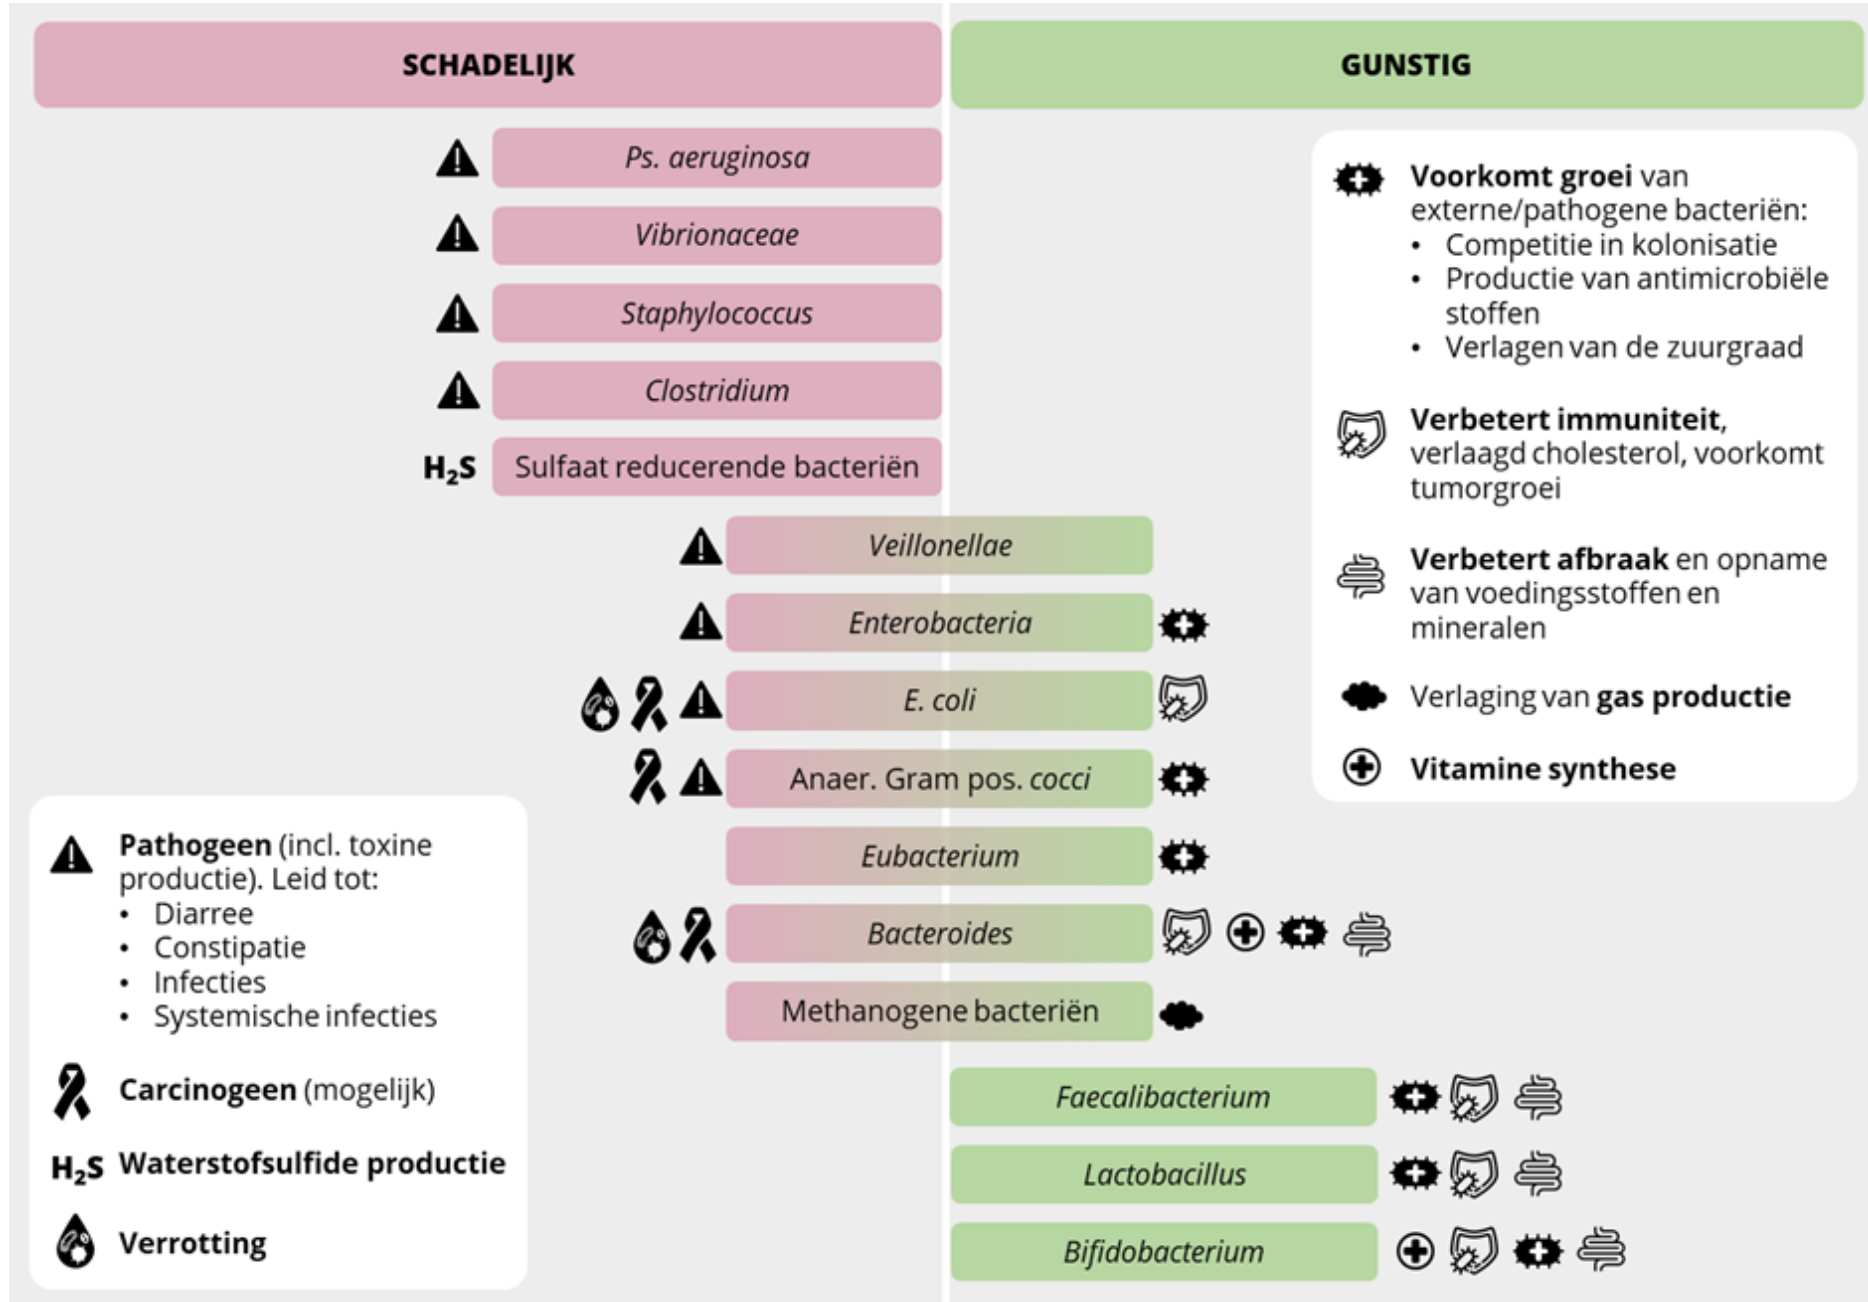 SCHADELIJK
GUNSTIG
Ps. aeruginosa
Vibrionaceae
Staphylococcus
Clostridium
H₂S Sulfaat reducerende bacteriën
Veillonellae
Enterobacteria
E. coli
Anaer. Gram pos. cocci
Eubacterium
Bacteroides
Methanogene bacteriën
Faecalibacterium
Lactobacillus
Bifidobacterium
Voorkomt groei van
externe/pathogene bacteriën:
• Competitie in kolonisatie
• Productie van antimicrobiële
stoffen
• Verlagen van de zuurgraad
Verbetert immuniteit,
verlaagd cholesterol, voorkomt
tumorgroei
Verbetert afbraak en opname
van voedingsstoffen en
mineralen
Verlaging van gas productie
Vitamine synthese
Pathogeen (incl. toxine
productie). Leid tot:
• Diarree
• Constipatie
• Infecties
• Systemische infecties
Carcinogeen (mogelijk)
H₂S Waterstofsulfide productie
Verrotting